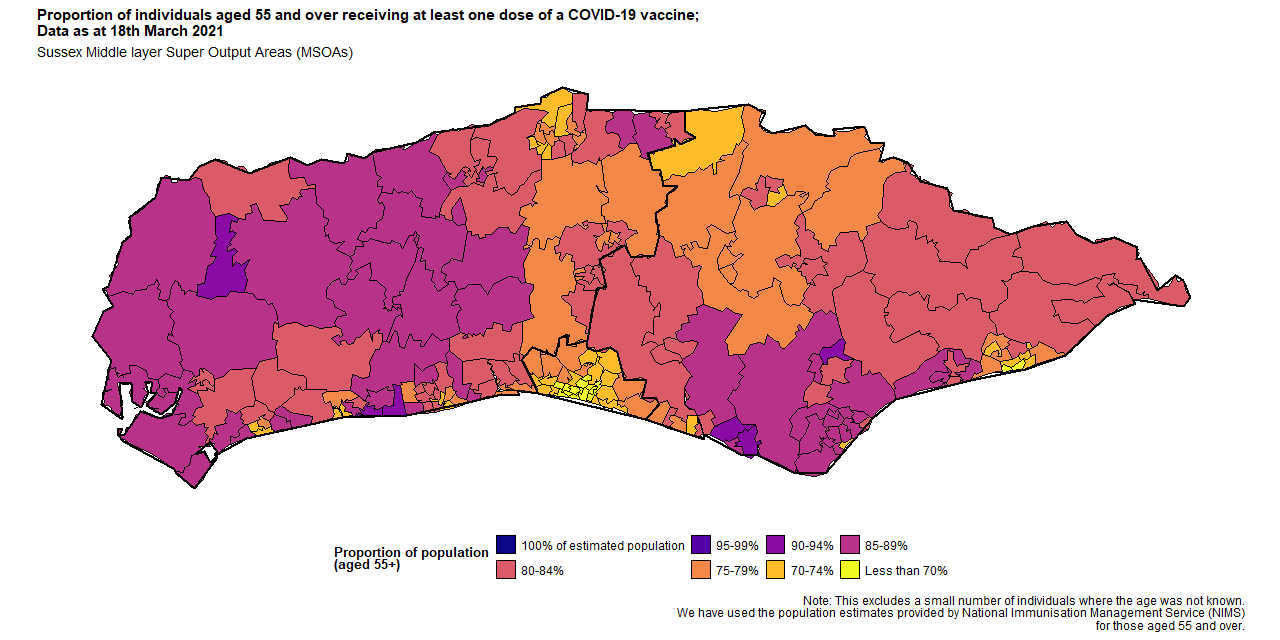 Proportion of individuals aged 55 and over receiving at least one dose of a COVID-19 vaccine;
Data as at 18th March 2021
Sussex Middle layer Super Output Areas (MSOAs)
Proportion of population
(aged 55+)
100% of estimated population
95-99%
90-94%
85-89%
80-84%
75-79%
70-74%
Less than 70%
Note: This excludes a small number of individuals where the age was not known.
We have used the population estimates provided by National Immunisation Management Service (NIMS)
for those aged 55 and over.